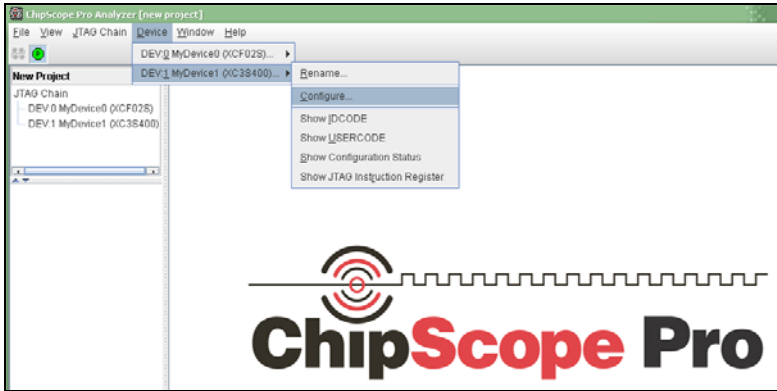 ChipScope Pro Analyzer [new project]
File View JTAG Chain Device Window Help
DEV:0 MyDevice0 (XCF02S)...
DEV:1 MyDevice1 (XC3S400)...
Rename...
Configure...
Show IDCODE
Show USERCODE
Show Configuration Status
Show JTAG Instruction Register
New Project
JTAG Chain
DEV:0 MyDevice0 (XCF02S)
DEV:1 MyDevice1 (XC3S400)
ChipScope Pro